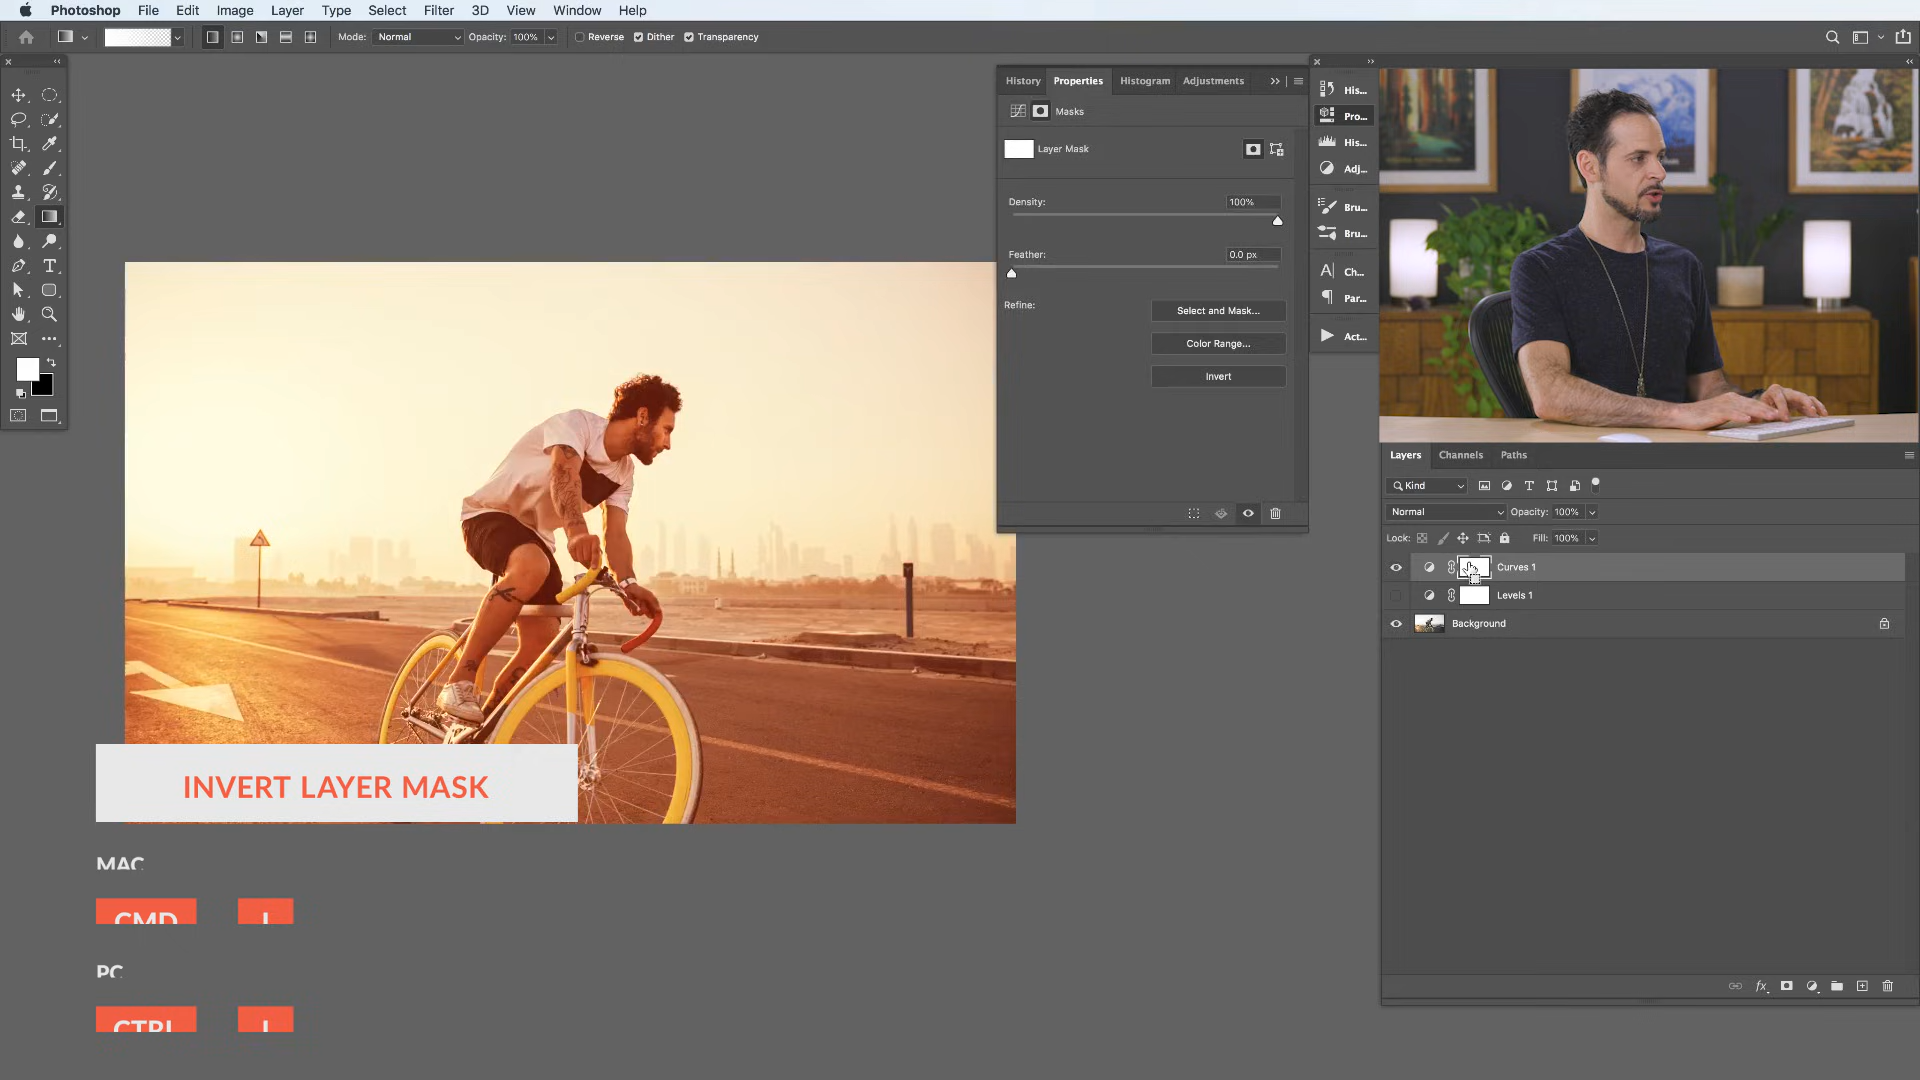 Photoshop File Edit Image Layer Type Select Filter 3D View Window Help
Mode: Normal Opacity: 100% Reverse Dither Transparency
History Properties Histogram Adjustments
Masks
Layer Mask
Density: 100%
Feather: 0.0 px
Refine: Select and Mask...
Color Range...
Invert
His...
Pro...
His...
Adj...
Bru...
Bru...
Ch...
Par...
Act...
Layers Channels Paths
Kind
Normal Opacity: 100%
Lock: Fill: 100%
Curves 1
Levels 1
Background
INVERT LAYER MASK
MAC
CMD I
PC
CTRL I